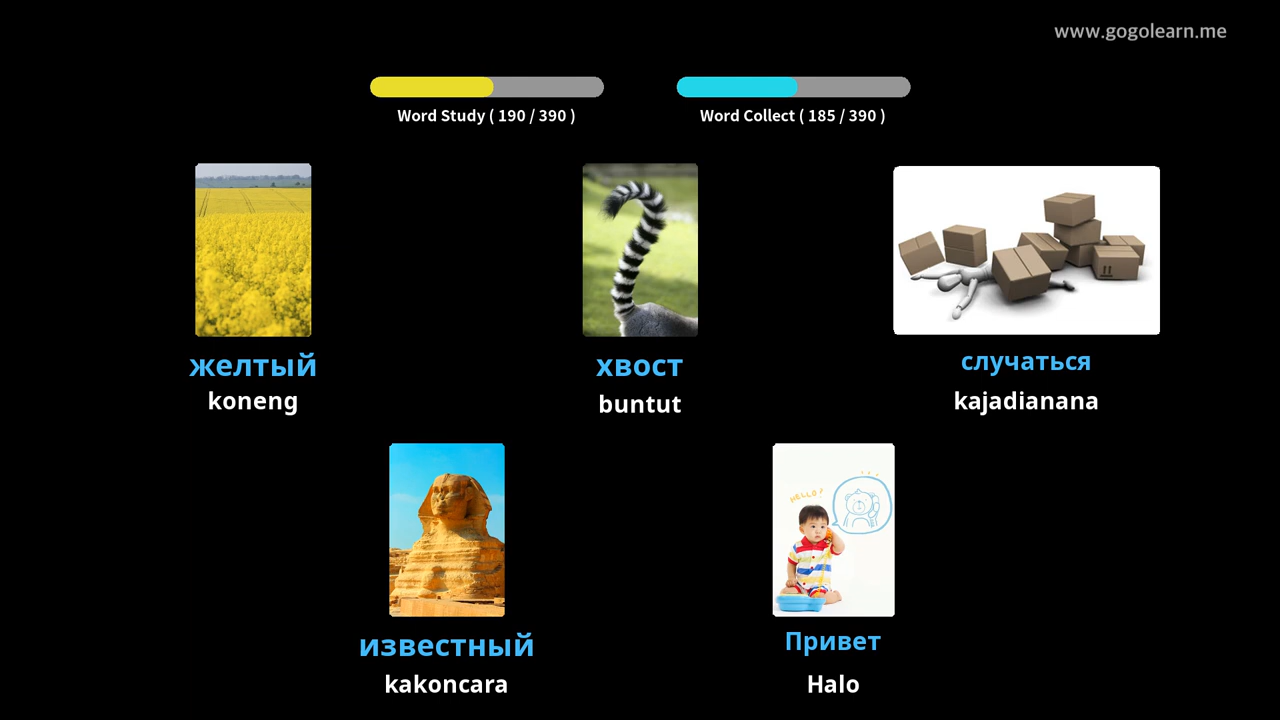 www.gogolearn.me
Word Study ( 190 / 390 )
Word Collect ( 185 / 390 )
желтый
koneng
хвост
buntut
случаться
kajadianana
HELLO?
известный
kakoncara
Привет
Halo